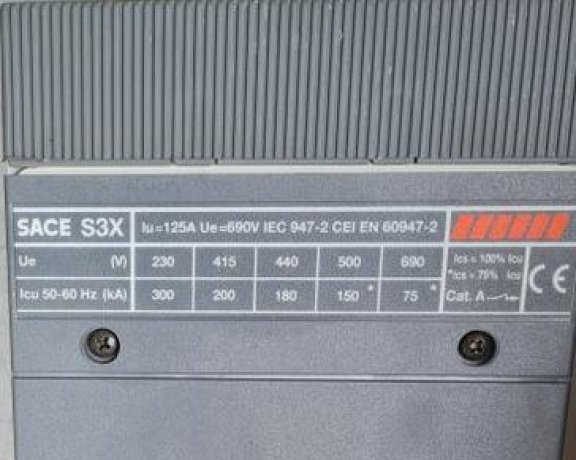 SACE S3X Iu=125A Ue=690V IEC 947-2 CEI EN 60947-2
Ue (V) 230 415 440 500 690 Ics = 100% Icu
Icu 50-60 Hz (kA) 300 200 180 150* 75* *Ics = 75% Icu
Cat. A CE